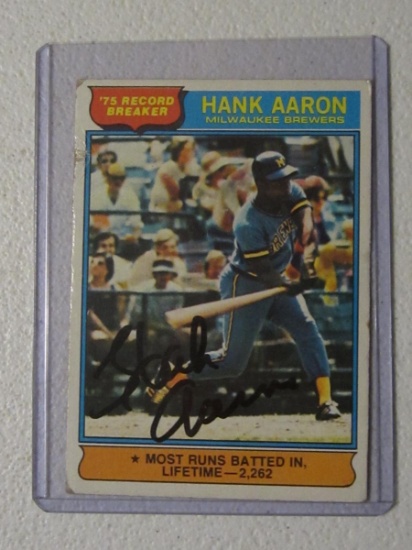 '75 RECORD
BREAKER
HANK AARON
MILWAUKEE BREWERS
M
Hank
Aaron
★ MOST RUNS BATTED IN,
LIFETIME—2,262